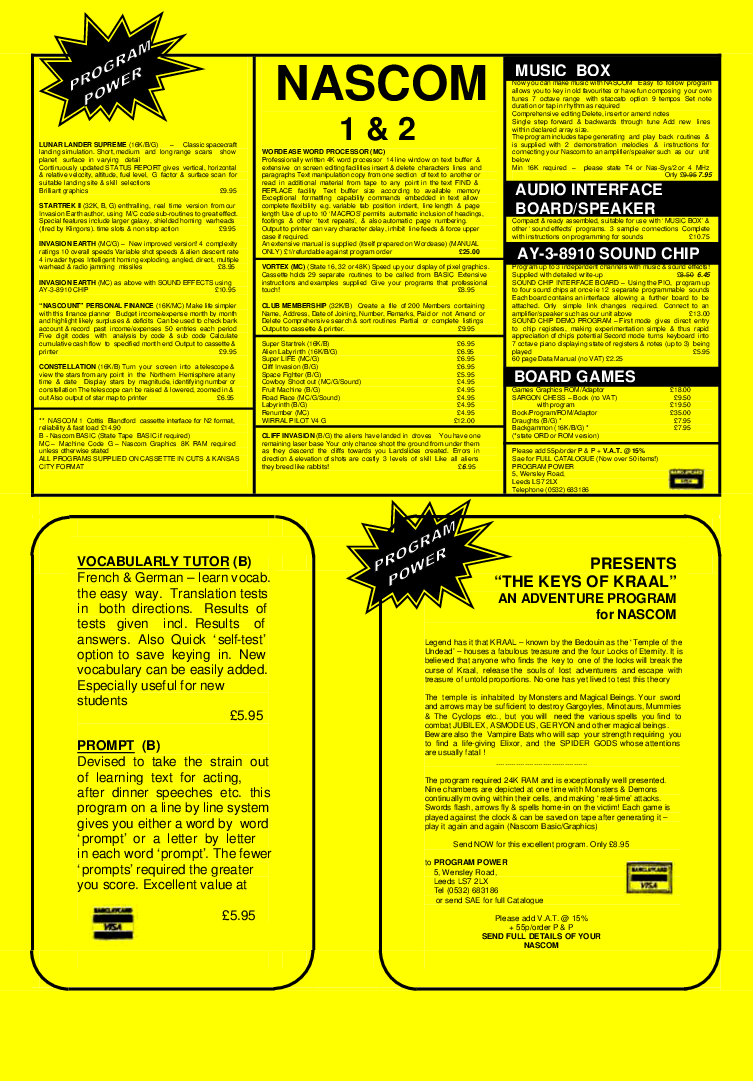 PROGRAM
POWER
LUNAR LANDER SUPREME (16K/B/G) – Classic spacecraft
landing simulation. Short, medium and long range scans show
planet surface in varying detail
Continuously updated STATUS REPORT gives vertical, horizontal
& relative velocity, altitude, fuel level, G factor & surface scan for
suitable landing site & skill selections
Brilliant graphics £9.95
STARTREK II (32K, B, G) enthralling, real time version from our
Invasion Earth author, using M/C code sub-routines to great effect.
Special features include larger galaxy, shielded homing warheads
(fired by Klingons). time slots & non stop action £9.95
INVASION EARTH (MC/G) – New improved version! 4 complexity
ratings 10 overall speeds Variable shot speeds & alien descent rate
4 invader types intelligent homing exploding, angled, direct, multiple
warhead & radio jamming missiles £8.95
INVASION EARTH (MC) as above with SOUND EFFECTS using
AY-3-8910 CHIP £10.95
"NASCOUNT" PERSONAL FINANCE (16K/MC) Make life simpler
with this finance planner Budget income/expense month by month
and highlight likely surpluses & deficits Can be used to check bank
account & record past income/expenses 50 entries each period
Five digit codes with analysis by code & sub code Calculate
cumulative cash flow to specified month end Output to cassette &
printer £9.95
CONSTELLATION (16K/B) Turn your screen into a telescope &
view the stars from any point in the Northern Hemisphere at any
time & date Display stars by magnitude, identifying number or
constellation The telescope can be raised & lowered, zoomed in &
out Also output of star map to printer £6.95
** NASCOM 1 Cottis Blandford cassette interface for N2 format,
reliability & fast load £14.90
B - Nascom BASIC (State Tape BASIC if required)
MC – Machine Code G – Nascom Graphics 8K RAM required
unless otherwise stated
ALL PROGRAMS SUPPLIED ON CASSETTE IN CUTS & KANSAS
CITY FORMAT
NASCOM
1 & 2
WORDEASE WORD PROCESSOR (MC)
Professionally written 4K word processor 14 line window on text buffer &
extensive on screen editing facilities insert & delete characters lines and
paragraphs Text manipulation copy from one section of text to another or
read in additional material from tape to any point in the text FIND &
REPLACE facility Text buffer size according to available memory
Exceptional formatting capability commands embedded in text allow
complete flexibility e.g. variable tab position indent, line length & page
length Use of up to 10 'MACROS' permits automatic inclusion of headings,
footings & other 'text repeats', & also automatic page numbering.
Output to printer can vary character delay, inhibit line feeds & force upper
case if required.
An extensive manual is supplied (itself prepared on Wordease) (MANUAL
ONLY) £1/refundable against program order £25.00
VORTEX (MC) (State 16, 32 or 48K) Speed up your display of pixel graphics.
Cassette holds 29 separate routines to be called from BASIC Extensive
instructions and examples supplied Give your programs that professional
touch! £8.95
CLUB MEMBERSHIP (32K/B) Create a file of 200 Members containing
Name, Address, Date of Joining, Number, Remarks, Paid or not Amend or
Delete Comprehensive search & sort routines Partial or complete listings
Output to cassette & printer. £9.95
Super Startrek (16K/B) £6.95
Alien Labyrinth (16K/B/G) £6.95
Super LIFE (MC/G) £6.95
Cliff Invasion (B/G) £6.95
Space Fighter (B/G) £5.95
Cowboy Shoot out (MC/G/Sound) £4.95
Fruit Machine (B/G) £4.95
Road Race (MC/G/Sound) £4.95
Labyrinth (B/G) £4.95
Renumber (MC) £4.95
WIRRAL PILOT V4 G £12.00
CLIFF INVASION (B/G) the aliens have landed in droves You have one
remaining laser base Your only chance shoot the ground from under them
as they descend the cliffs towards you Landslides created. Errors in
direction & elevation of shots are costly 3 levels of skill Like all aliens
they breed like rabbits! £6.95
MUSIC BOX
Now you can make music with NASCOM Easy to follow program
allows you to key in old favourites or have fun composing your own
tunes 7 octave range with staccato option 9 tempos Set note
duration or tap in rhythm as required
Comprehensive editing Delete, insert or amend notes
Single step forward & backwards through tune Add new lines
within declared array size.
The program includes tape generating and play back routines &
is supplied with 2 demonstration melodies & instructions for
connecting your Nascom to an amplifier/speaker such as our unit
below
Min 16K required – please state T4 or Nas-Sys/2 or 4 MHz
Only £9.95 7.95
AUDIO INTERFACE
BOARD/SPEAKER
Compact & ready assembled, suitable for use with 'MUSIC BOX' &
other 'sound effects' programs. 3 sample connections Complete
with instructions on programming for sounds £10.75
AY-3-8910 SOUND CHIP
Program up to 3 independent channels with music & sound effects!
Supplied with detailed write-up £8.50 6.45
SOUND CHIP INTERFACE BOARD – Using the PIO, program up
to four sound chips at once ie 12 separate programmable sounds
Each board contains an interface allowing a further board to be
attached. Only simple link changes required. Connect to an
amplifier/speaker such as our unit above £13.00
SOUND CHIP DEMO PROGRAM – First mode gives direct entry
to chip registers, making experimentation simple & thus rapid
appreciation of chips potential Second mode turns keyboard into
7 octave piano displaying state of registers & notes (up to 3) being
played £5.95
60 page Data Manual (no VAT) £2.25
BOARD GAMES
Games Graphics ROM/Adaptor £18.00
SARGON CHESS – Book (no VAT) £9.50
with program £19.50
Book/Program/ROM/Adaptor £35.00
Draughts (B/G) * £7.95
Backgammon (16K/B/G) * £7.95
(*state ORD or ROM version)
Please add 55p/order P & P + V.A.T. @ 15%
Sae for FULL CATALOGUE (Now over 50 items!)
PROGRAM POWER
5, Wensley Road,
Leeds LS7 2LX
Telephone (0532) 683186
BARCLAYCARD
VISA
VOCABULARLY TUTOR (B)
French & German – learn vocab.
the easy way. Translation tests
in both directions. Results of
tests given incl. Results of
answers. Also Quick 'self-test'
option to save keying in. New
vocabulary can be easily added.
Especially useful for new
students
£5.95
PROMPT (B)
Devised to take the strain out
of learning text for acting,
after dinner speeches etc. this
program on a line by line system
gives you either a word by word
'prompt' or a letter by letter
in each word 'prompt'. The fewer
'prompts' required the greater
you score. Excellent value at
£5.95
BARCLAYCARD
VISA
PROGRAM
POWER
PRESENTS
"THE KEYS OF KRAAL"
AN ADVENTURE PROGRAM
for NASCOM
Legend has it that KRAAL – known by the Bedouin as the 'Temple of the
Undead' – houses a fabulous treasure and the four Locks of Eternity. It is
believed that anyone who finds the key to one of the locks will break the
curse of Kraal, release the souls of lost adventurers and escape with
treasure of untold proportions. No-one has yet lived to test this theory
The temple is inhabited by Monsters and Magical Beings. Your sword
and arrows may be sufficient to destroy Gargoyles, Minotaurs, Mummies
& The Cyclops etc., but you will need the various spells you find to
combat JUBILEX, ASMODEUS, GERYON and other magical beings.
Beware also the Vampire Bats who will sap your strength requiring you
to find a life-giving Elixor, and the SPIDER GODS whose attentions
are usually fatal !
----------------------------------------
The program required 24K RAM and is exceptionally well presented.
Nine chambers are depicted at one time with Monsters & Demons
continually moving within their cells, and making 'real-time' attacks.
Swords flash, arrows fly & spells home-in on the victim! Each game is
played against the clock & can be saved on tape after generating it –
play it again and again (Nascom Basic/Graphics)
Send NOW for this excellent program. Only £8.95
to PROGRAM POWER
5, Wensley Road,
Leeds LS7 2LX
Tel (0532) 683186
or send SAE for full Catalogue
BARCLAYCARD
VISA
Please add V.A.T. @ 15%
+ 55p/order P & P
SEND FULL DETAILS OF YOUR
NASCOM